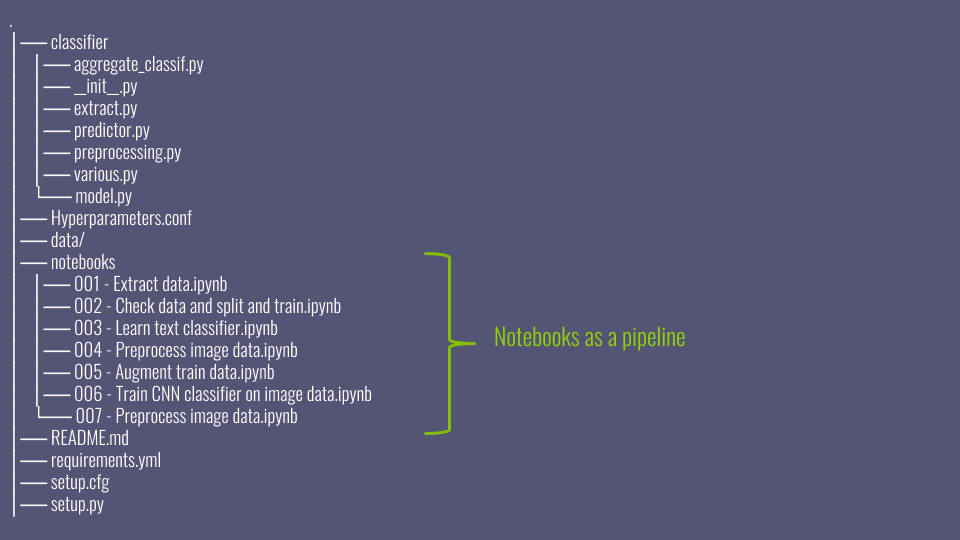 .
classifier
aggregate_classif.py
__init__.py
extract.py
predictor.py
preprocessing.py
various.py
model.py
Hyperparameters.conf
data/
notebooks
001 - Extract data.ipynb
002 - Check data and split and train.ipynb
003 - Learn text classifier.ipynb
004 - Preprocess image data.ipynb
005 - Augment train data.ipynb
006 - Train CNN classifier on image data.ipynb
007 - Preprocess image data.ipynb
README.md
requirements.yml
setup.cfg
setup.py
Notebooks as a pipeline